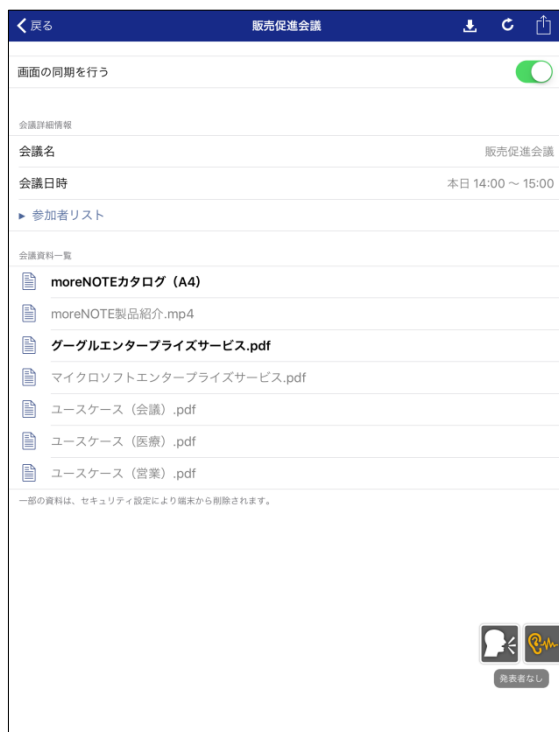 戻る 販売促進会議
画面の同期を行う
会議詳細情報
会議名 販売促進会議
会議日時 本日 14:00 ～ 15:00
▶ 参加者リスト
会議資料一覧
moreNOTEカタログ（A4）
moreNOTE製品紹介.mp4
グーグルエンタープライズサービス.pdf
マイクロソフトエンタープライズサービス.pdf
ユースケース（会議）.pdf
ユースケース（医療）.pdf
ユースケース（営業）.pdf
一部の資料は、セキュリティ設定により端末から削除されます。
発表者なし